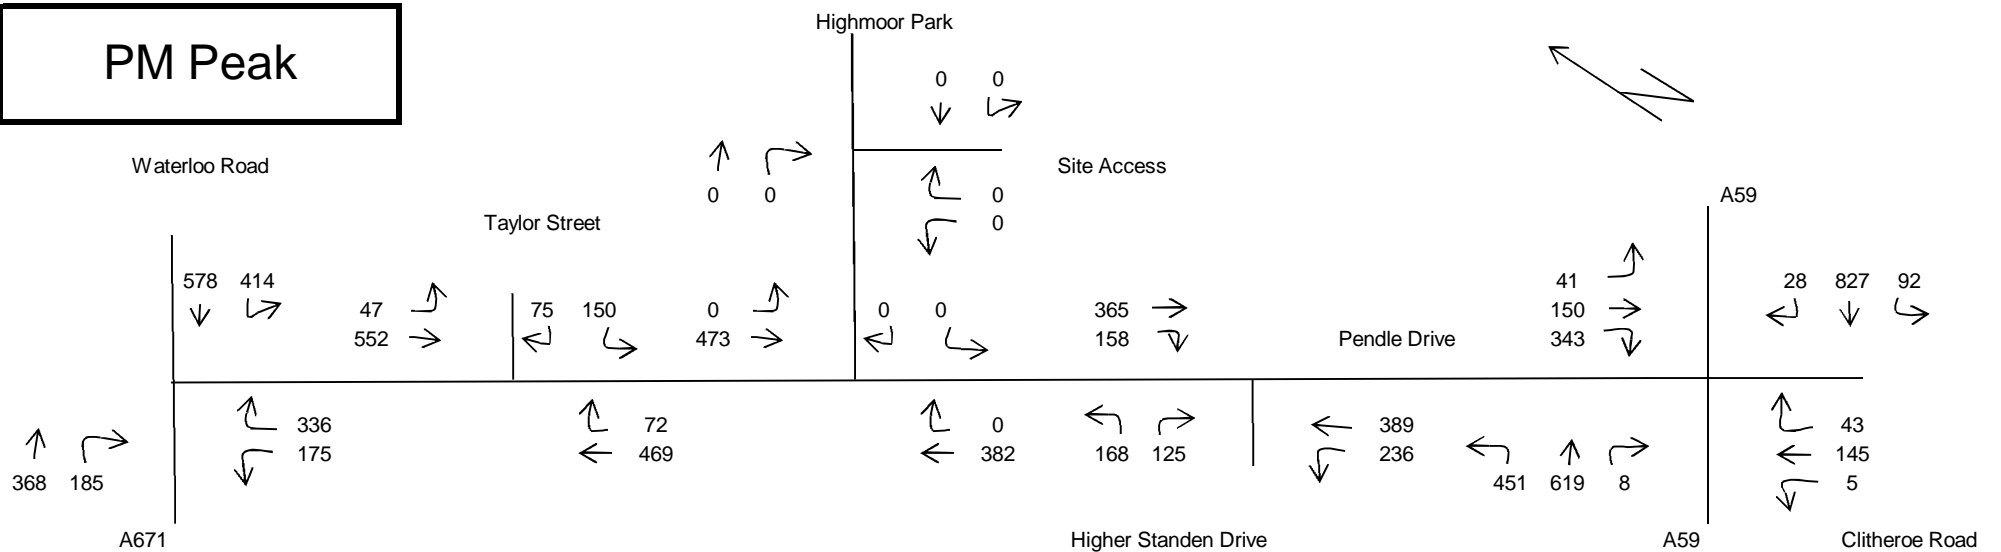 Highmoor Park
PM Peak
0 0
Waterloo Road
Site Access
0 0
0
A59
Taylor Street
0
578 414
41
28 827 92
47
75 150
0
0 0
365
150
552
473
158
Pendle Drive
343
336
72
0
389
43
175
469
382
168 125
236
145
368 185
451 619 8
5
A671
Higher Standen Drive
A59
Clitheroe Road